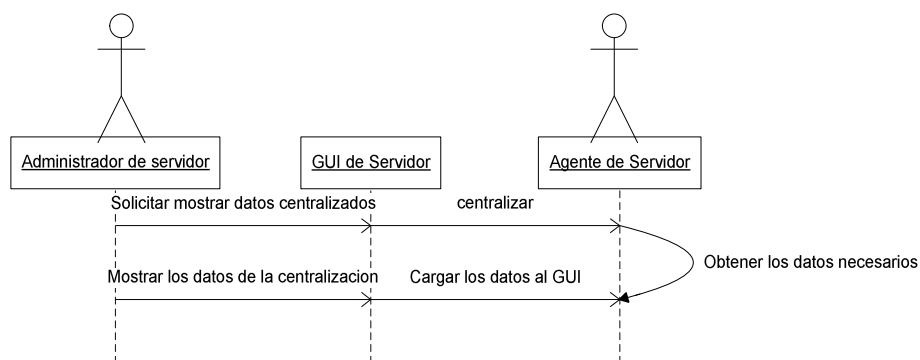 Administrador de servidor
GUI de Servidor
Agente de Servidor
Solicitar mostrar datos centralizados
centralizar
Obtener los datos necesarios
Mostrar los datos de la centralizacion
Cargar los datos al GUI